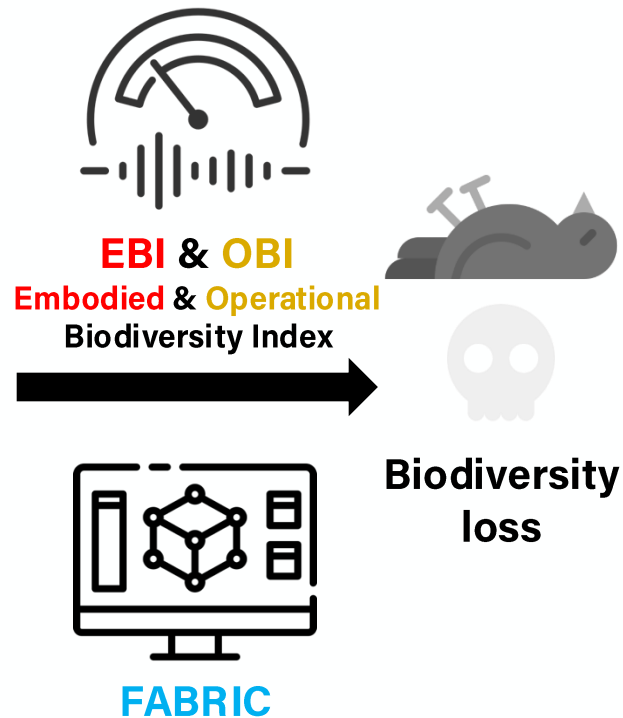 EBI & OBI
Embodied & Operational
Biodiversity Index
Biodiversity
loss
FABRIC